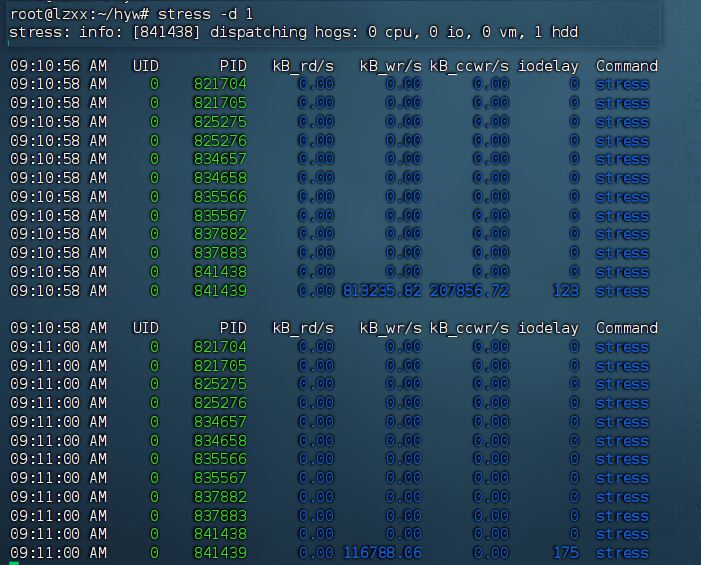 root@lzxx:~/hyw# stress -d 1
stress: info: [841438] dispatching hogs: 0 cpu, 0 io, 0 vm, 1 hdd
09:10:56 AM UID PID kB_rd/s kB_wr/s kB_ccwr/s iodelay Command
09:10:58 AM 0 821704 0.00 0.00 0.00 0 stress
09:10:58 AM 0 821705 0.00 0.00 0.00 0 stress
09:10:58 AM 0 825275 0.00 0.00 0.00 0 stress
09:10:58 AM 0 825276 0.00 0.00 0.00 0 stress
09:10:58 AM 0 834657 0.00 0.00 0.00 0 stress
09:10:58 AM 0 834658 0.00 0.00 0.00 0 stress
09:10:58 AM 0 835566 0.00 0.00 0.00 0 stress
09:10:58 AM 0 835567 0.00 0.00 0.00 0 stress
09:10:58 AM 0 837882 0.00 0.00 0.00 0 stress
09:10:58 AM 0 837883 0.00 0.00 0.00 0 stress
09:10:58 AM 0 841438 0.00 0.00 0.00 0 stress
09:10:58 AM 0 841439 0.00 813235.82 207856.72 123 stress
09:10:58 AM UID PID kB_rd/s kB_wr/s kB_ccwr/s iodelay Command
09:11:00 AM 0 821704 0.00 0.00 0.00 0 stress
09:11:00 AM 0 821705 0.00 0.00 0.00 0 stress
09:11:00 AM 0 825275 0.00 0.00 0.00 0 stress
09:11:00 AM 0 825276 0.00 0.00 0.00 0 stress
09:11:00 AM 0 834657 0.00 0.00 0.00 0 stress
09:11:00 AM 0 834658 0.00 0.00 0.00 0 stress
09:11:00 AM 0 835566 0.00 0.00 0.00 0 stress
09:11:00 AM 0 835567 0.00 0.00 0.00 0 stress
09:11:00 AM 0 837882 0.00 0.00 0.00 0 stress
09:11:00 AM 0 837883 0.00 0.00 0.00 0 stress
09:11:00 AM 0 841438 0.00 0.00 0.00 0 stress
09:11:00 AM 0 841439 0.00 116788.06 0.00 175 stress